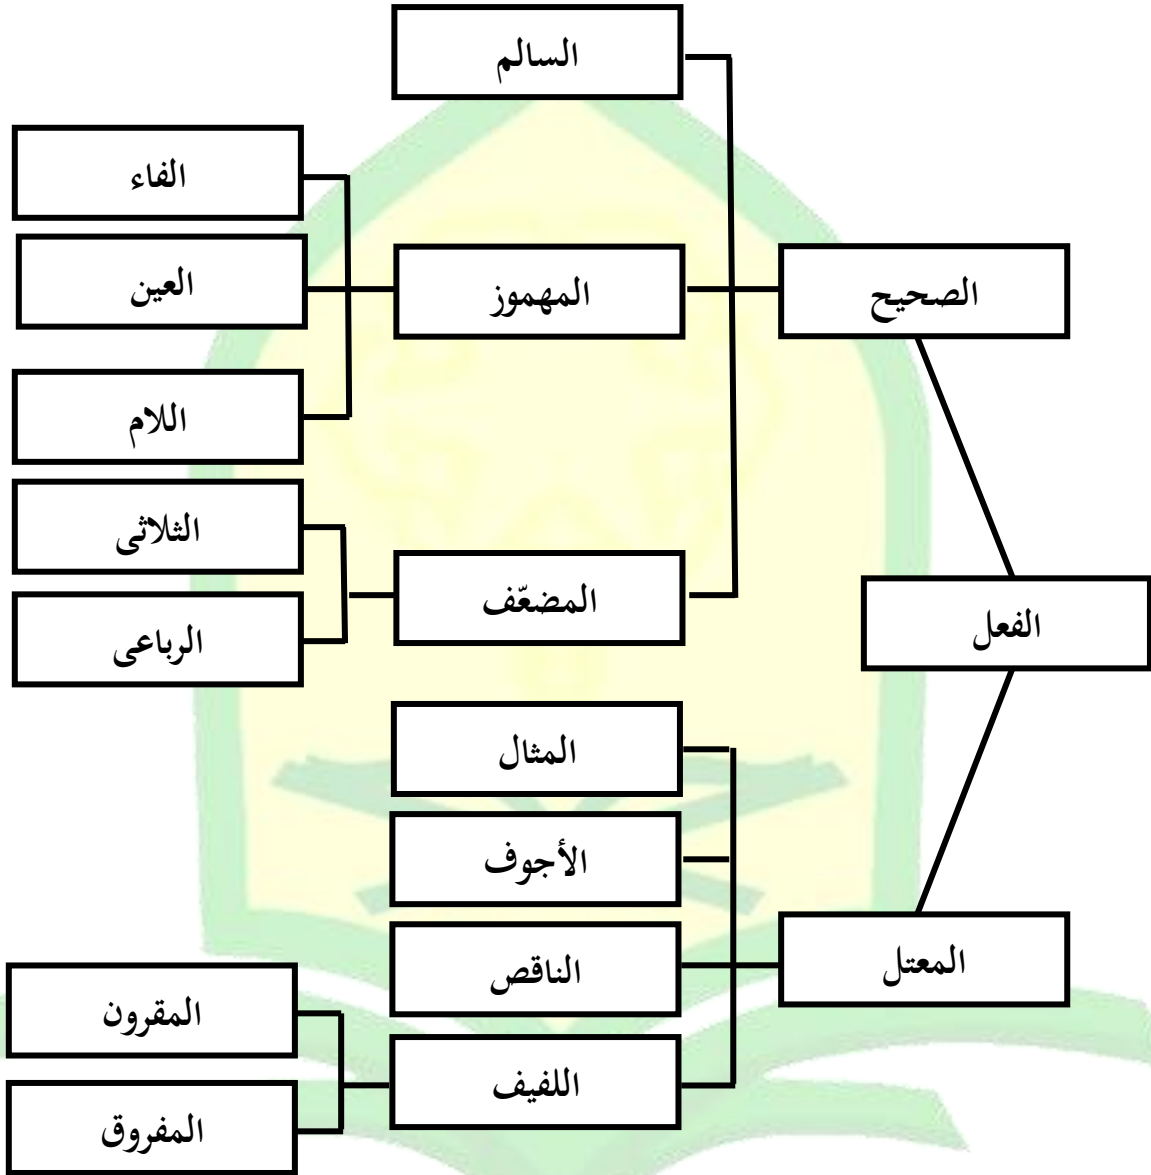 الفعل
الصحيح
السالم
المهموز
الفاء
العين
اللام
المضعّف
الثلاثى
الرباعى
المعتل
المثال
الأجوف
الناقص
اللفيف
المقرون
المفروق